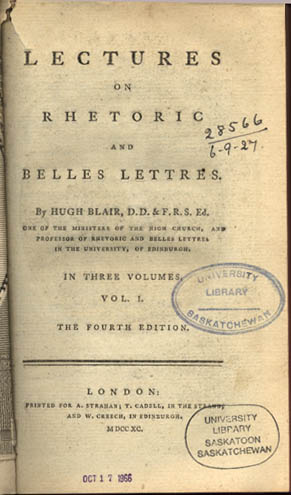 LECTURES
ON
RHETORIC
AND
BELLES LETTRES.
28566
6-9-27.
By HUGH BLAIR, D.D. & F.R.S. Ed.
ONE OF THE MINISTERS OF THE HIGH CHURCH, AND
PROFESSOR OF RHETORIC AND BELLES LETTRES
IN THE UNIVERSITY, OF EDINBURGH.
IN THREE VOLUMES.
VOL. I.
THE FOURTH EDITION.
UNIVERSITY
LIBRARY
SASKATCHEWAN
LONDON:
PRINTED FOR A. STRAHAN; T. CADELL, IN THE STRAND;
AND W. CREECH, IN EDINBURGH.
MDCCXC.
UNIVERSITY
LIBRARY
SASKATOON
SASKATCHEWAN
OCT 17 1966